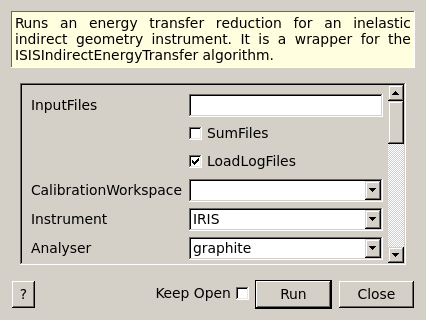 Runs an energy transfer reduction for an inelastic
indirect geometry instrument. It is a wrapper for the
ISISIndirectEnergyTransfer algorithm.
InputFiles
SumFiles
LoadLogFiles
CalibrationWorkspace
Instrument IRIS
Analyser graphite
? Keep Open Run Close